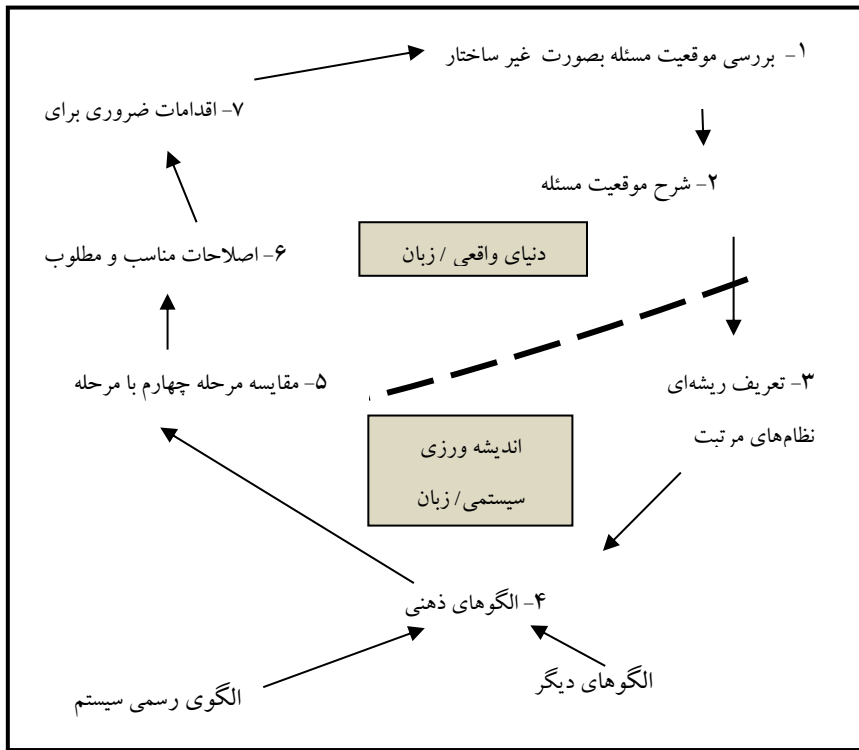 ۱- بررسی موقعیت مسئله بصورت غیر ساختار
۷- اقدامات ضروری برای
۲- شرح موقعیت مسئله
دنیای واقعی / زبان
۶- اصلاحات مناسب و مطلوب
۳- تعریف ریشه‌ای
نظام‌های مرتبت
۵- مقایسه مرحله چهارم با مرحله
اندیشه ورزی
سیستمی/ زبان
۴- الگوهای ذهنی
الگوهای دیگر
الگوی رسمی سیستم